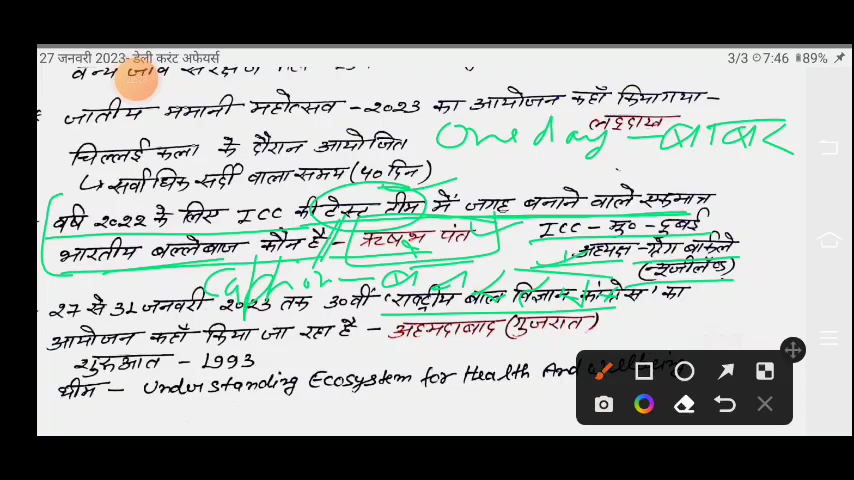 27 जनवरी 2023- डेली करंट अफेयर्स
3/3 7:46 89%
जातीय ममानी महोत्सव - 2023 का आयोजन कहाँ किया गया -
लद्दाख
One day - बाबर
चिल्लई कला के दौरान आयोजित
↳ सर्वाधिक सर्दी वाला समय (40 दिन)
वर्ष 2022 के लिए ICC की टेस्ट टीम में जगह बनाने वाले एकमात्र
भारतीय बल्लेबाज कौन है - ऋषभ पंत
ICC - मु० - दुबई
अध्यक्ष - ग्रेग बार्कले
(न्यूजीलैण्ड)
27 से 31 जनवरी 2023 तक 30वीं 'राष्ट्रीय बाल विज्ञान कांग्रेस' का
आयोजन कहाँ किया जा रहा है - अहमदाबाद (गुजरात)
शुरुआत - 1993
थीम - Understanding Ecosystem for Health And Wellbeing